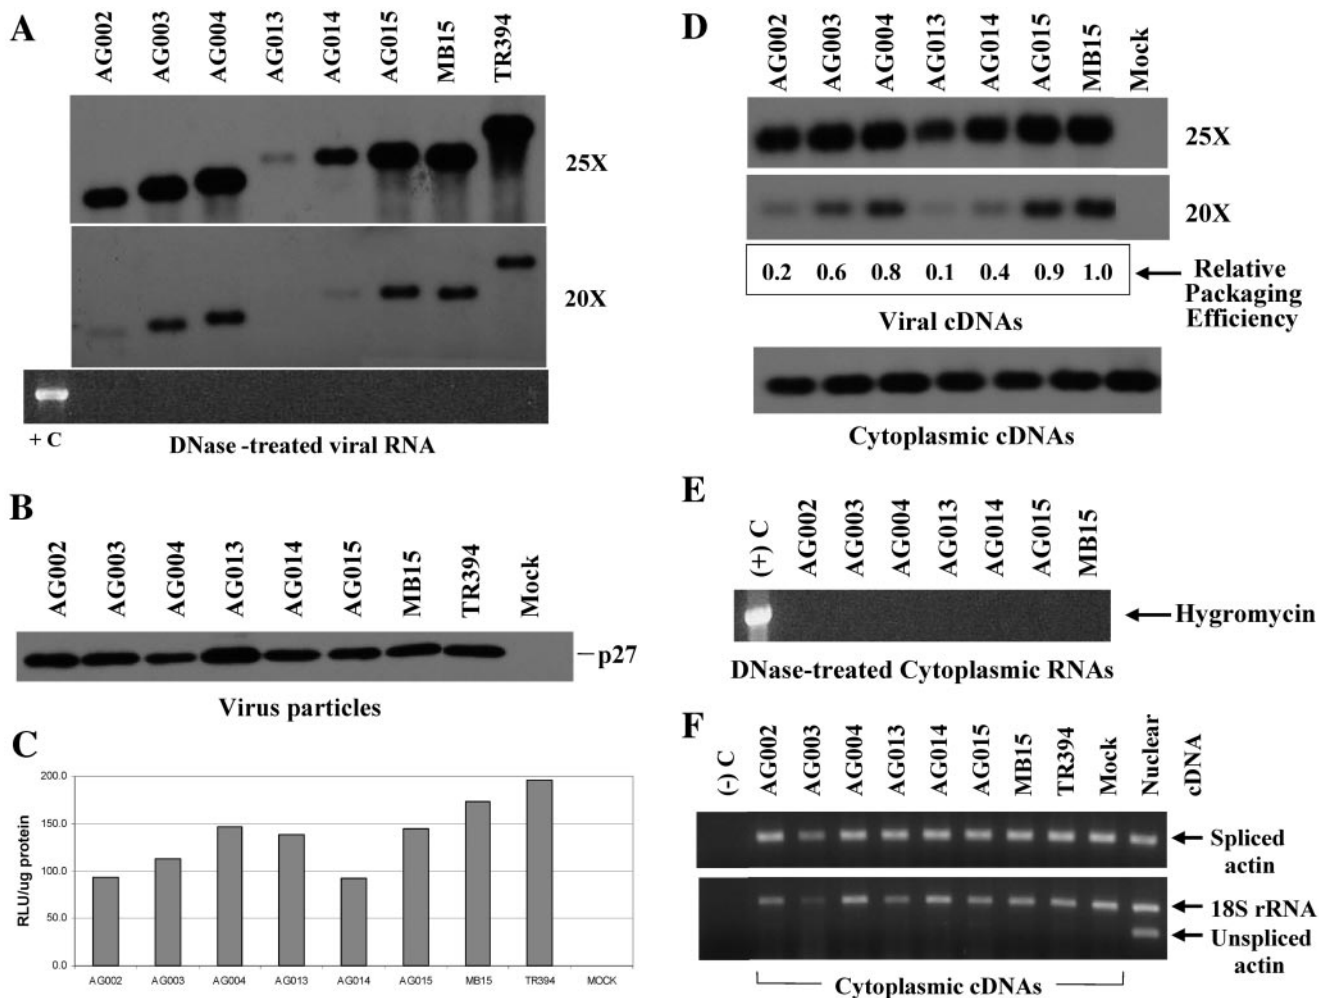 A
AG002 AG003 AG004 AG013 AG014 AG015 MB15 TR394
25X
20X
+ C
DNase -treated viral RNA
B
AG002 AG003 AG004 AG013 AG014 AG015 MB15 TR394 Mock
p27
Virus particles
C
RLU/ug protein
200.0
150.0
100.0
50.0
0.0
AG002 AG003 AG004 AG013 AG014 AG015 MB15 TR394 MOCK
D
AG002 AG003 AG004 AG013 AG014 AG015 MB15 Mock
25X
20X
0.2 0.6 0.8 0.1 0.4 0.9 1.0
Relative
Packaging
Efficiency
Viral cDNAs
Cytoplasmic cDNAs
E
(+) C AG002 AG003 AG004 AG013 AG014 AG015 MB15
Hygromycin
DNase-treated Cytoplasmic RNAs
F
(-) C AG002 AG003 AG004 AG013 AG014 AG015 MB15 TR394 Mock Nuclear cDNA
Spliced
actin
18S rRNA
Unspliced
actin
Cytoplasmic cDNAs